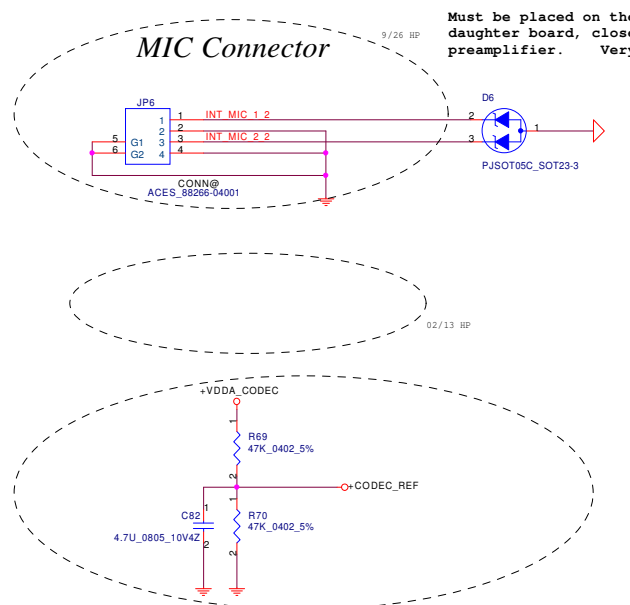 9/26 HP
Must be placed on the
daughter board, close
preamplifier. Very
MIC Connector
JP6
1 1 INT_MIC_1_2
2 2
5 G1 3 3 INT_MIC_2_2
6 G2 4 4
CONN@
ACES_88266-04001
D6
2
3
1
PJSOT05C_SOT23-3
02/13 HP
+VDDA_CODEC
1
R69
47K_0402_5%
2
+CODEC_REF
1
C82
4.7U_0805_10V4Z
2
1
R70
47K_0402_5%
2